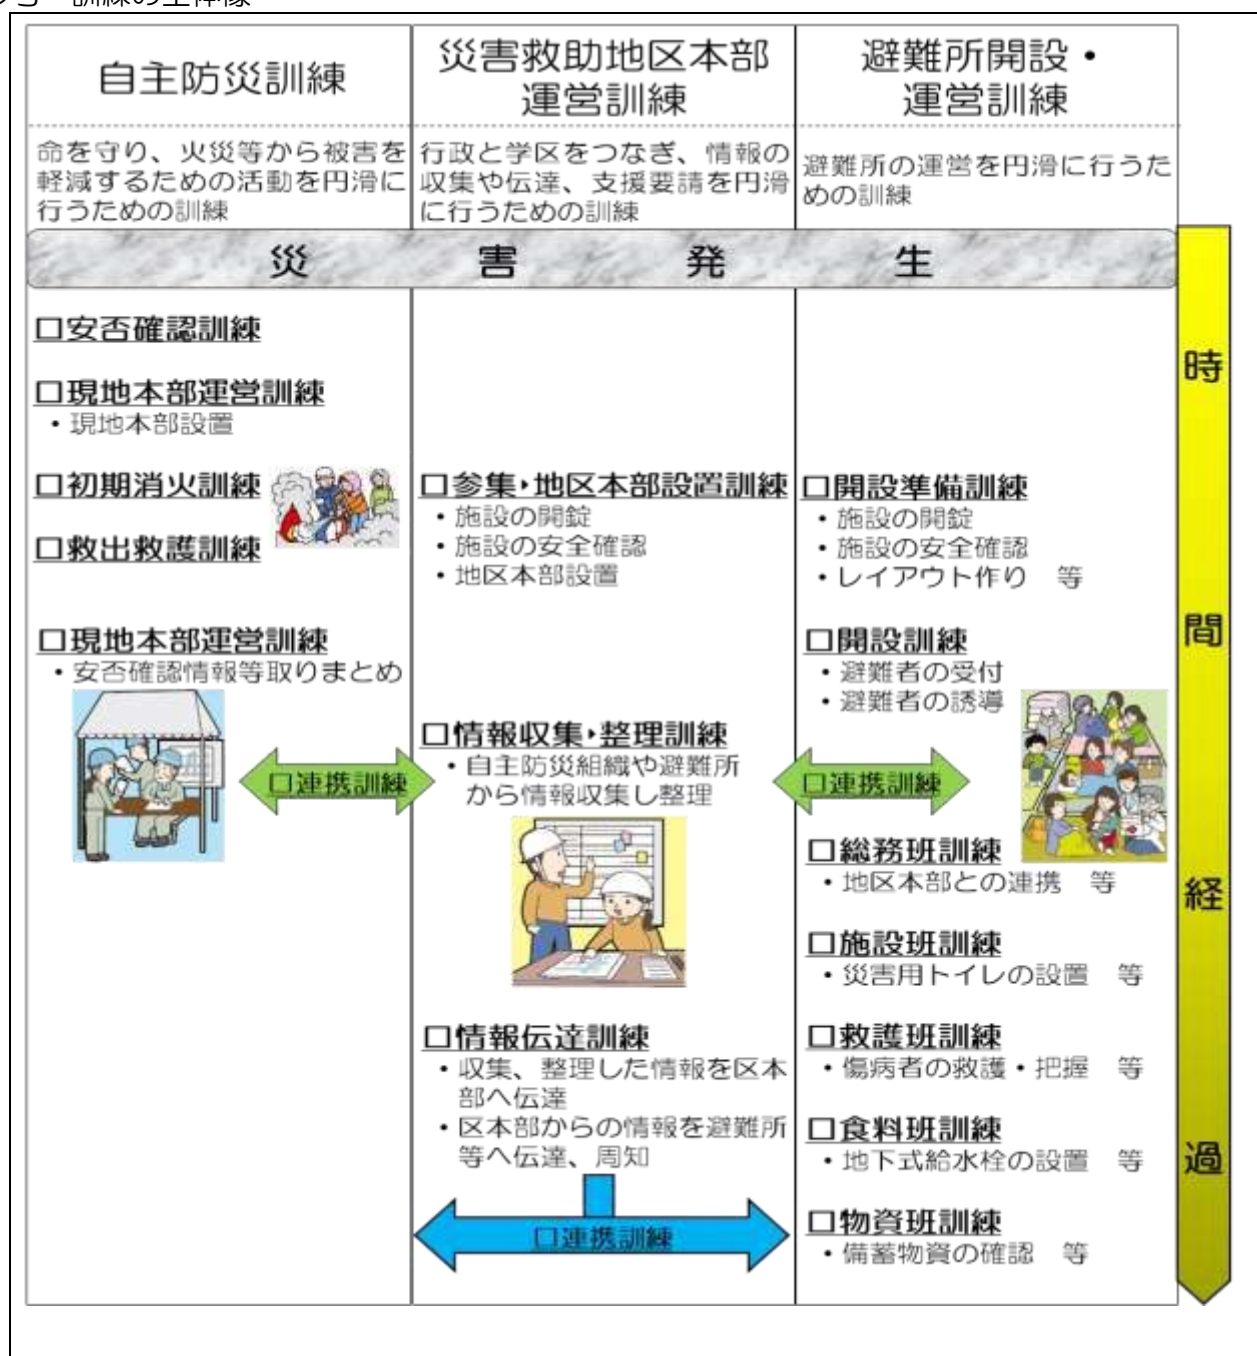 訓練の全体像
自主防災訓練
命を守り、火災等から被害を
軽減するための活動を円滑に
行うための訓練
災害救助地区本部
運営訓練
行政と学区をつなぎ、情報の
収集や伝達、支援要請を円滑
に行うための訓練
避難所開設・
運営訓練
避難所の運営を円滑に行うた
めの訓練
災　害　発　生
□安否確認訓練
□現地本部運営訓練
・現地本部設置
□初期消火訓練
□救出救護訓練
□現地本部運営訓練
・安否確認情報等取りまとめ
□連携訓練
□参集・地区本部設置訓練
・施設の開錠
・施設の安全確認
・地区本部設置
□情報収集・整理訓練
・自主防災組織や避難所
から情報収集し整理
□情報伝達訓練
・収集、整理した情報を区本
部へ伝達
・区本部からの情報を避難所
等へ伝達、周知
□連携訓練
□開設準備訓練
・施設の開錠
・施設の安全確認
・レイアウト作り　等
□開設訓練
・避難者の受付
・避難者の誘導
□連携訓練
□総務班訓練
・地区本部との連携　等
□施設班訓練
・災害用トイレの設置　等
□救護班訓練
・傷病者の救護・把握　等
□食料班訓練
・地下式給水栓の設置　等
□物資班訓練
・備蓄物資の確認　等
時間経過